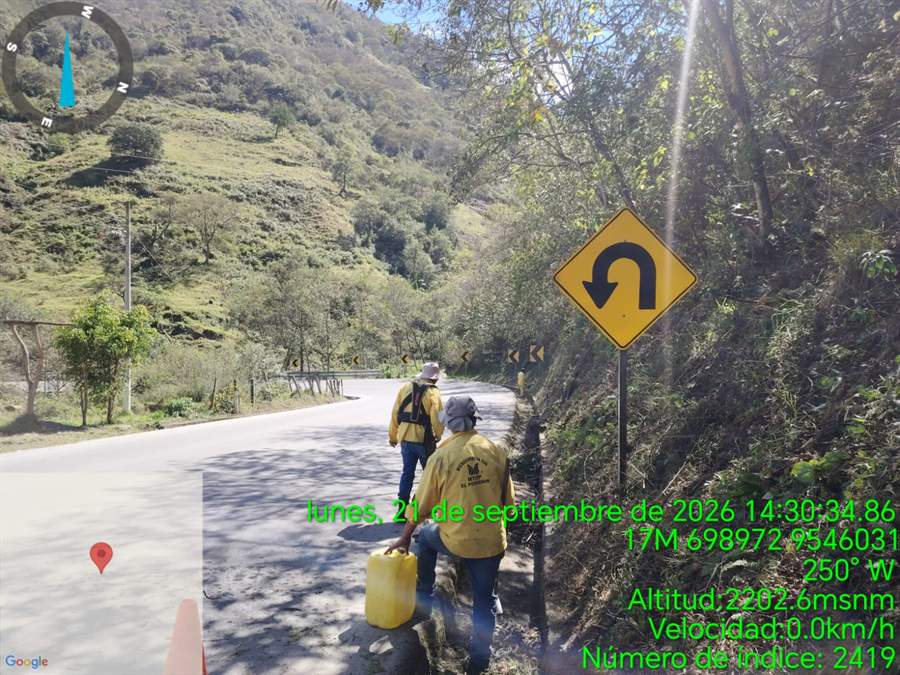 W
S
N
E
MTOP
lunes, 21 de septiembre de 2026 14:30:34.86
17M 698972 9546031
250° W
Altitud:2202.6msnm
Velocidad:0.0km/h
Número de índice: 2419
Google